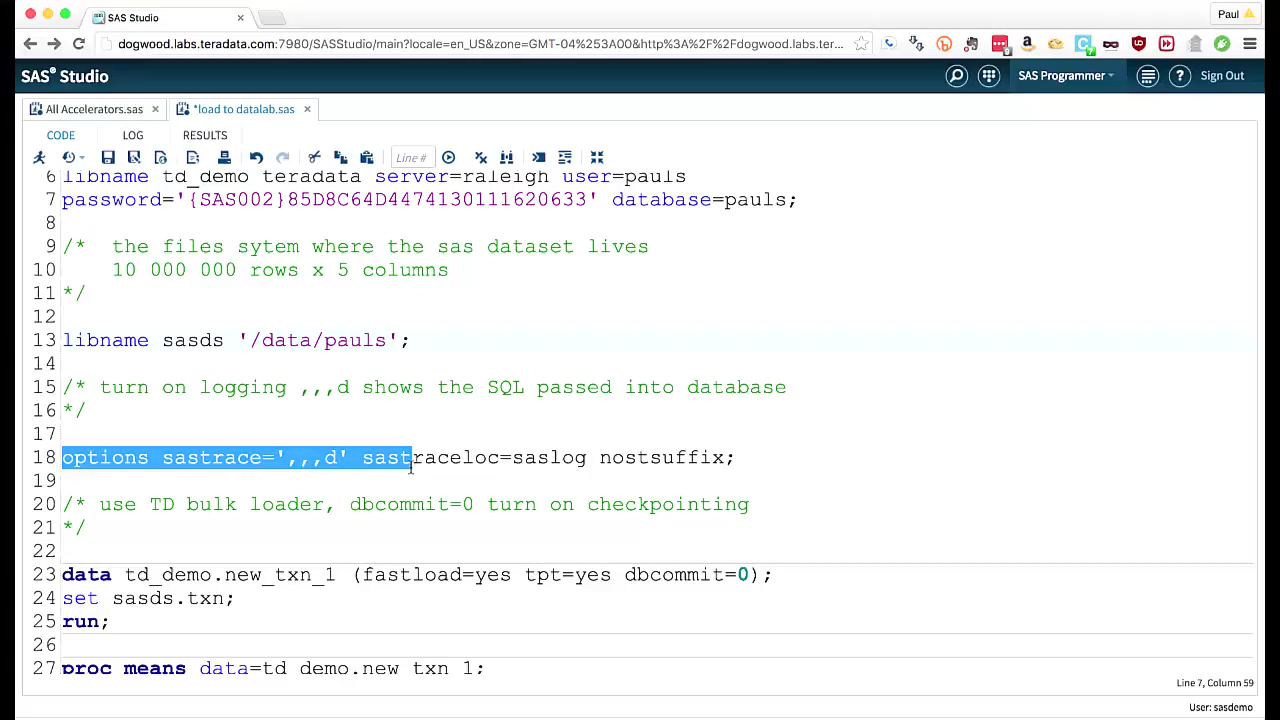 SAS Studio
Paul
dogwood.labs.teradata.com:7980/SASStudio/main?locale=en_US&zone=GMT-04%253A00&http%3A%2F%2Fdogwood.labs.ter...
SAS® Studio
SAS Programmer
Sign Out
All Accelerators.sas
*load to datalab.sas
CODE
LOG
RESULTS
Line #
6 libname td_demo teradata server=raleigh user=pauls
7 password='{SAS002}85D8C64D4474130111620633' database=pauls;
8
9 /* the files sytem where the sas dataset lives
10 10 000 000 rows x 5 columns
11 */
12
13 libname sasds '/data/pauls';
14
15 /* turn on logging ,,,d shows the SQL passed into database
16 */
17
18 options sastrace=',,,d' sastraceloc=saslog nostsuffix;
19
20 /* use TD bulk loader, dbcommit=0 turn on checkpointing
21 */
22
23 data td_demo.new_txn_1 (fastload=yes tpt=yes dbcommit=0);
24 set sasds.txn;
25 run;
26
27 proc means data=td_demo.new_txn_1;
Line 7, Column 59
User: sasdemo